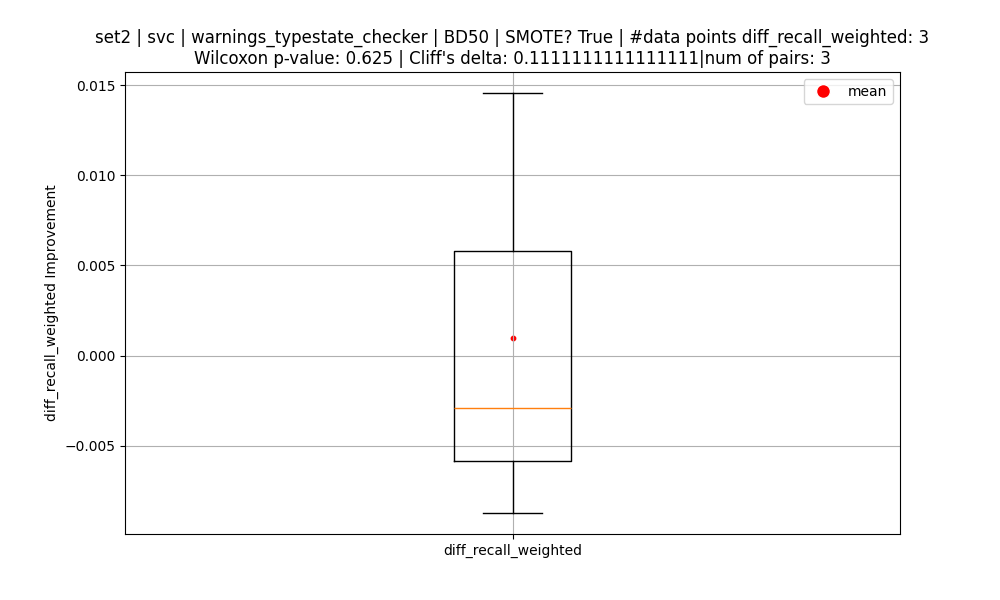 set2 | svc | warnings_typestate_checker | BD50 | SMOTE? True | #data points diff_recall_weighted: 3
Wilcoxon p-value: 0.625 | Cliff's delta: 0.1111111111111111|num of pairs: 3
mean
0.015
0.010
0.005
0.000
−0.005
diff_recall_weighted Improvement
diff_recall_weighted